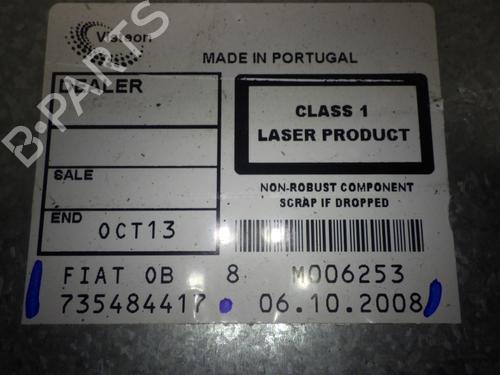 Visteon
MADE IN PORTUGAL
DEALER
CLASS 1
LASER PRODUCT
SALE
NON-ROBUST COMPONENT
SCRAP IF DROPPED
END
OCT13
FIAT 0B 8 M006253
735484417 06.10.2008
B-PARTS